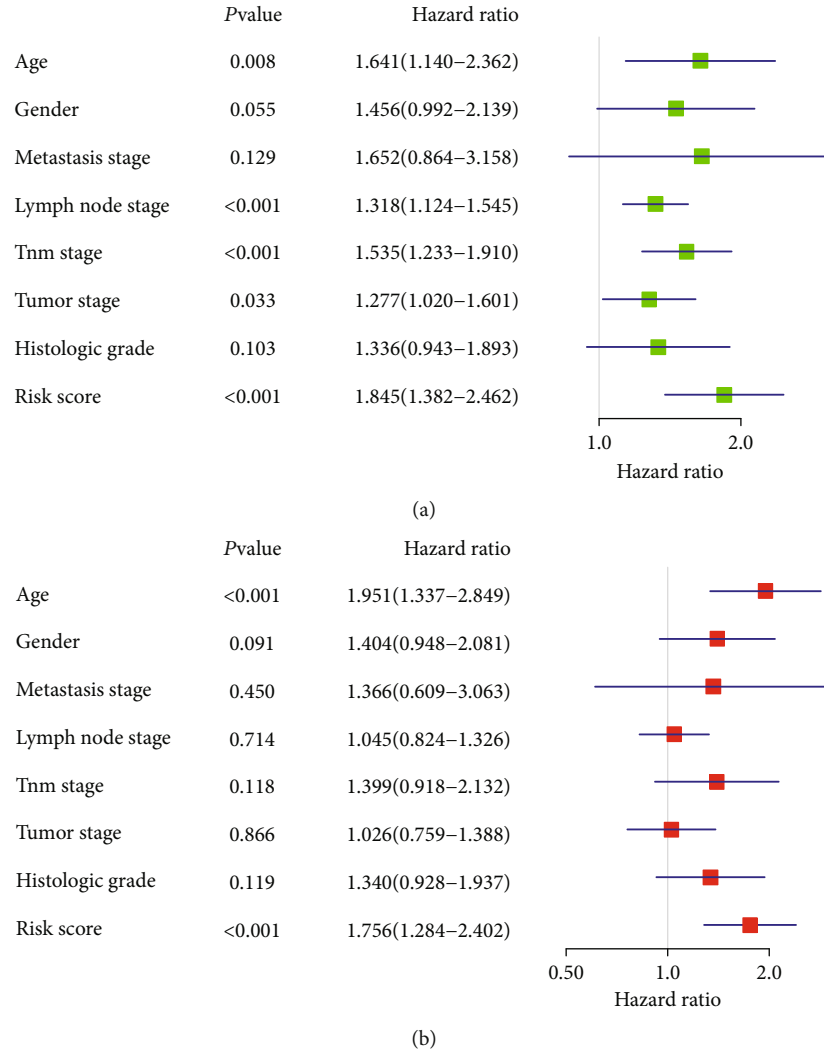 Pvalue Hazard ratio
Age 0.008 1.641(1.140−2.362)
Gender 0.055 1.456(0.992−2.139)
Metastasis stage 0.129 1.652(0.864−3.158)
Lymph node stage <0.001 1.318(1.124−1.545)
Tnm stage <0.001 1.535(1.233−1.910)
Tumor stage 0.033 1.277(1.020−1.601)
Histologic grade 0.103 1.336(0.943−1.893)
Risk score <0.001 1.845(1.382−2.462)
1.0 2.0
Hazard ratio
(a)
Pvalue Hazard ratio
Age <0.001 1.951(1.337−2.849)
Gender 0.091 1.404(0.948−2.081)
Metastasis stage 0.450 1.366(0.609−3.063)
Lymph node stage 0.714 1.045(0.824−1.326)
Tnm stage 0.118 1.399(0.918−2.132)
Tumor stage 0.866 1.026(0.759−1.388)
Histologic grade 0.119 1.340(0.928−1.937)
Risk score <0.001 1.756(1.284−2.402)
0.50 1.0 2.0
Hazard ratio
(b)